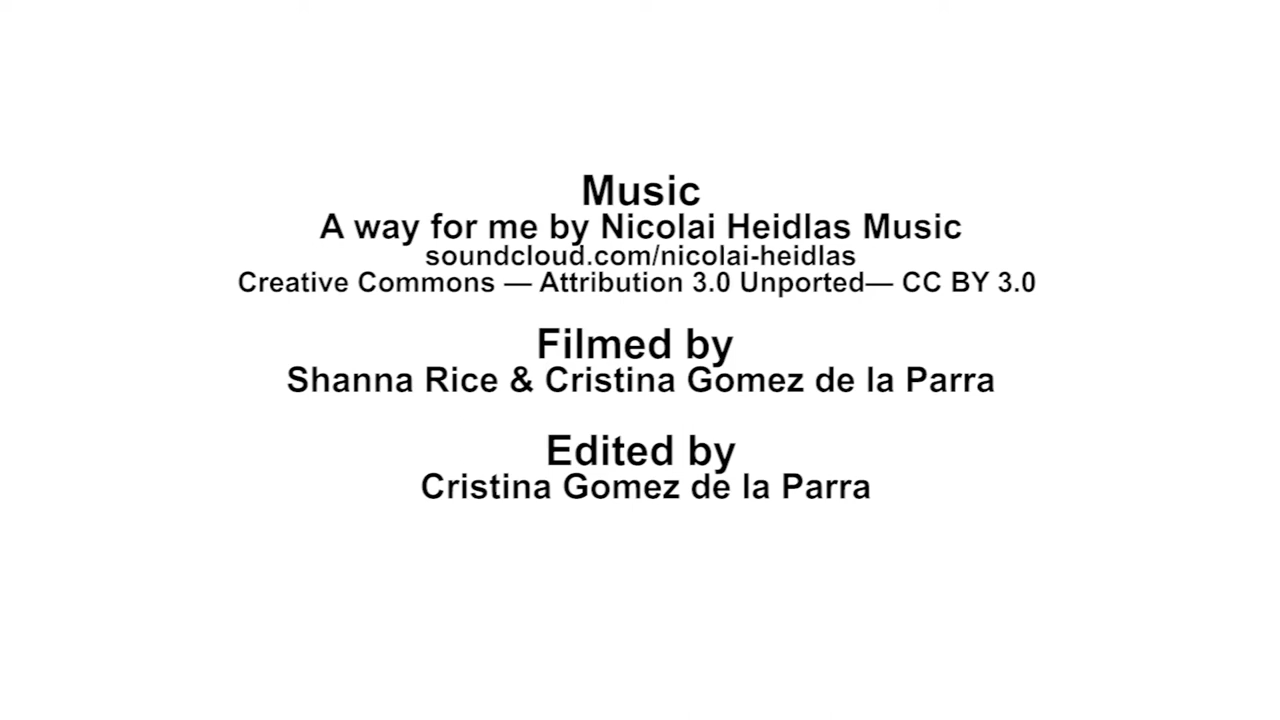 Music
A way for me by Nicolai Heidlas Music
soundcloud.com/nicolai-heidlas
Creative Commons — Attribution 3.0 Unported— CC BY 3.0
Filmed by
Shanna Rice & Cristina Gomez de la Parra
Edited by
Cristina Gomez de la Parra